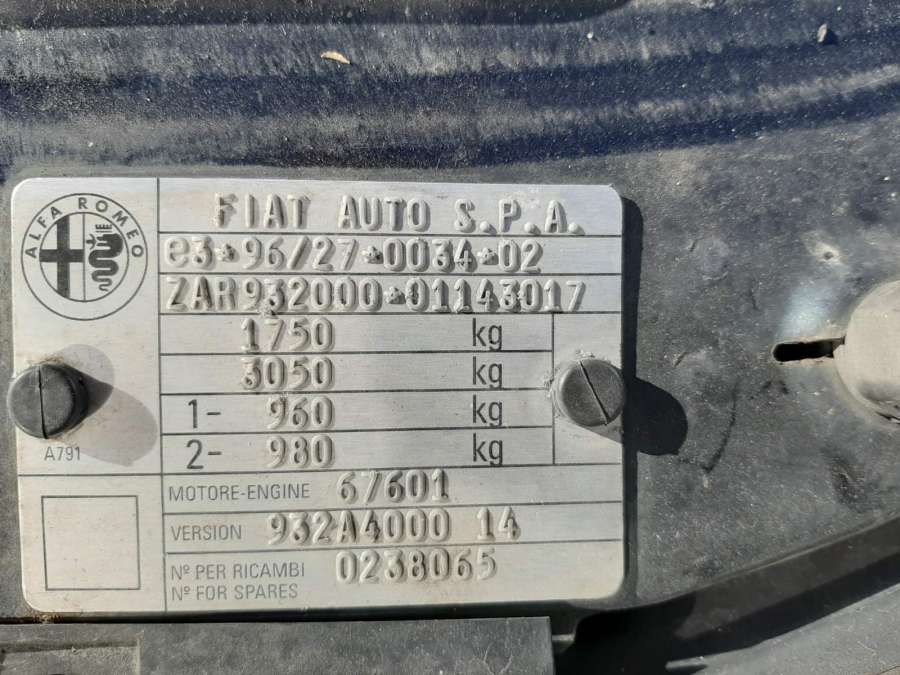 ALFA ROMEO
FIAT AUTO S.P.A.
e3*96/27*0034*02
ZAR932000*01143017
1750 kg
3050 kg
1- 960 kg
2- 980 kg
A791
MOTORE-ENGINE 67601
VERSION 932A4000 14
Nº PER RICAMBI 0238065
Nº FOR SPARES